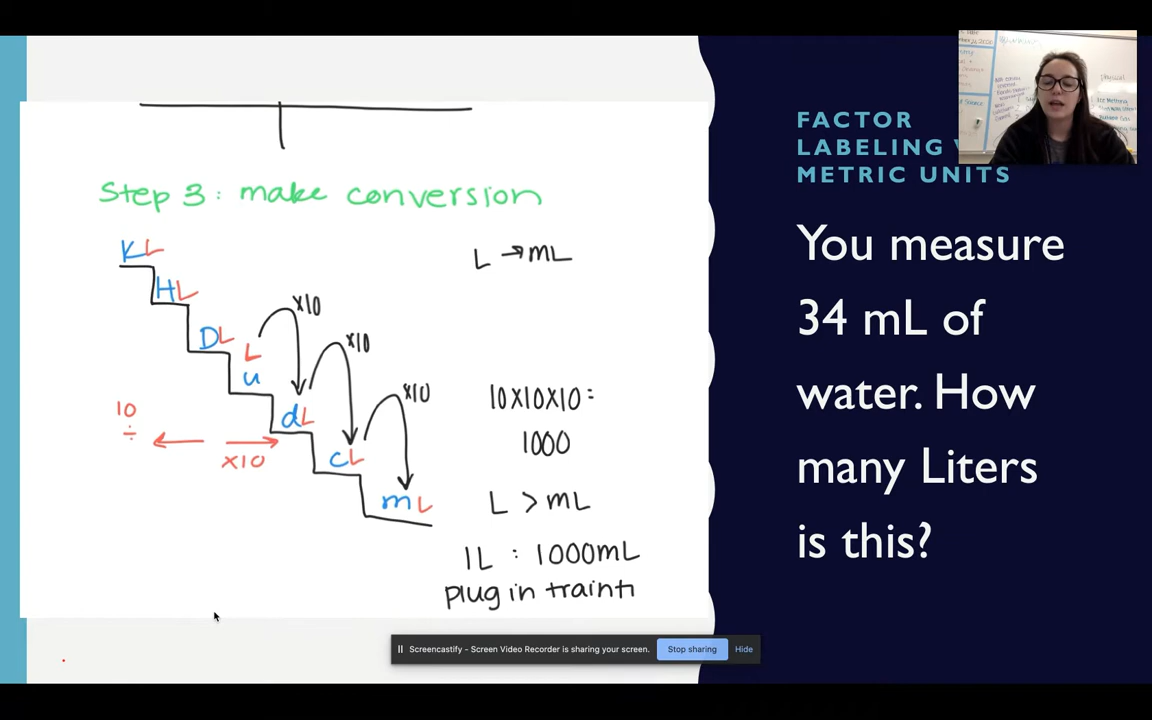 Step 3: make conversion
KL
HL
DL
L
u
dL
cL
mL
x10
x10
x10
10
÷
x10
L → mL
10x10x10=
1000
L > mL
1L : 1000mL
plug in trainti
FACTOR
LABELING
METRIC UNITS
You measure
34 mL of
water. How
many Liters
is this?
Screencastify - Screen Video Recorder is sharing your screen.
Stop sharing
Hide
physical